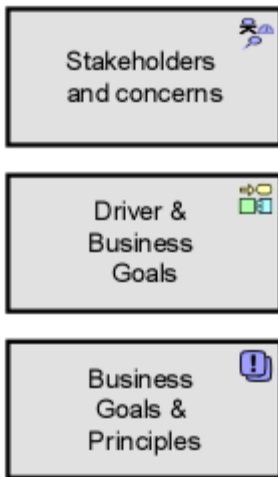 Stakeholders
and concerns
Driver &
Business
Goals
Business
Goals &
Principles